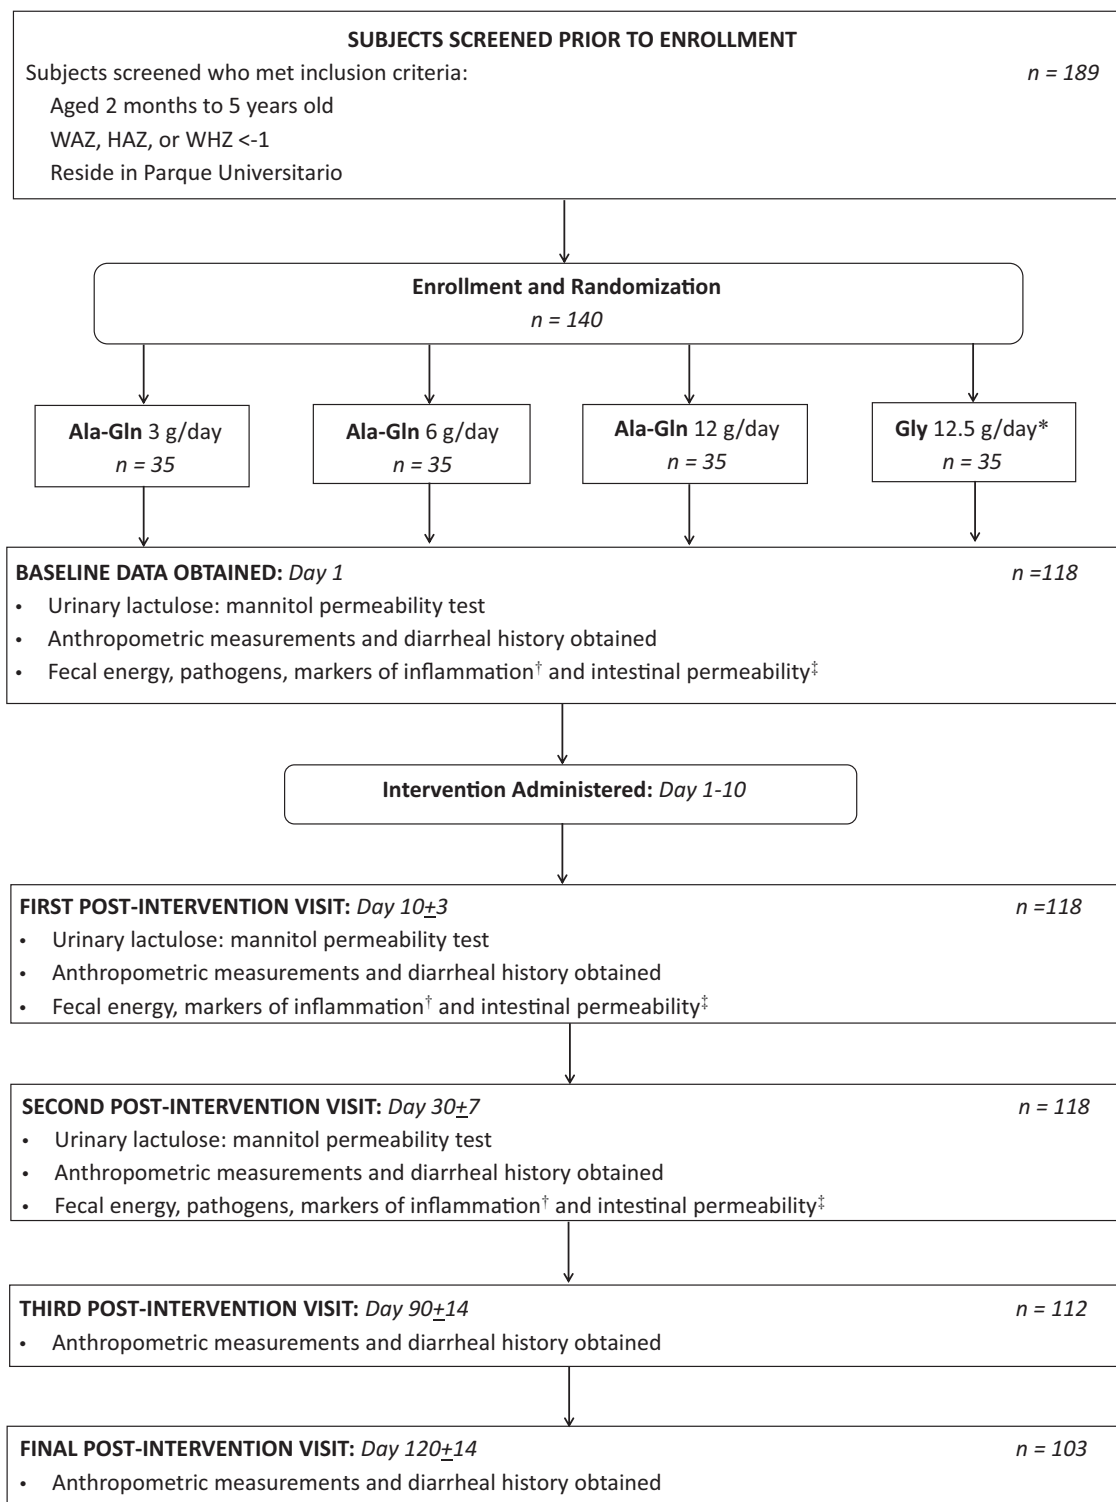 SUBJECTS SCREENED PRIOR TO ENROLLMENT
Subjects screened who met inclusion criteria: n = 189
Aged 2 months to 5 years old
WAZ, HAZ, or WHZ <-1
Reside in Parque Universitario
Enrollment and Randomization
n = 140
Ala-Gln 3 g/day
n = 35
Ala-Gln 6 g/day
n = 35
Ala-Gln 12 g/day
n = 35
Gly 12.5 g/day*
n = 35
BASELINE DATA OBTAINED: Day 1 n =118
• Urinary lactulose: mannitol permeability test
• Anthropometric measurements and diarrheal history obtained
• Fecal energy, pathogens, markers of inflammation† and intestinal permeability‡
Intervention Administered: Day 1-10
FIRST POST-INTERVENTION VISIT: Day 10±3 n =118
• Urinary lactulose: mannitol permeability test
• Anthropometric measurements and diarrheal history obtained
• Fecal energy, markers of inflammation† and intestinal permeability‡
SECOND POST-INTERVENTION VISIT: Day 30±7 n = 118
• Urinary lactulose: mannitol permeability test
• Anthropometric measurements and diarrheal history obtained
• Fecal energy, pathogens, markers of inflammation† and intestinal permeability‡
THIRD POST-INTERVENTION VISIT: Day 90±14 n = 112
• Anthropometric measurements and diarrheal history obtained
FINAL POST-INTERVENTION VISIT: Day 120±14 n = 103
• Anthropometric measurements and diarrheal history obtained